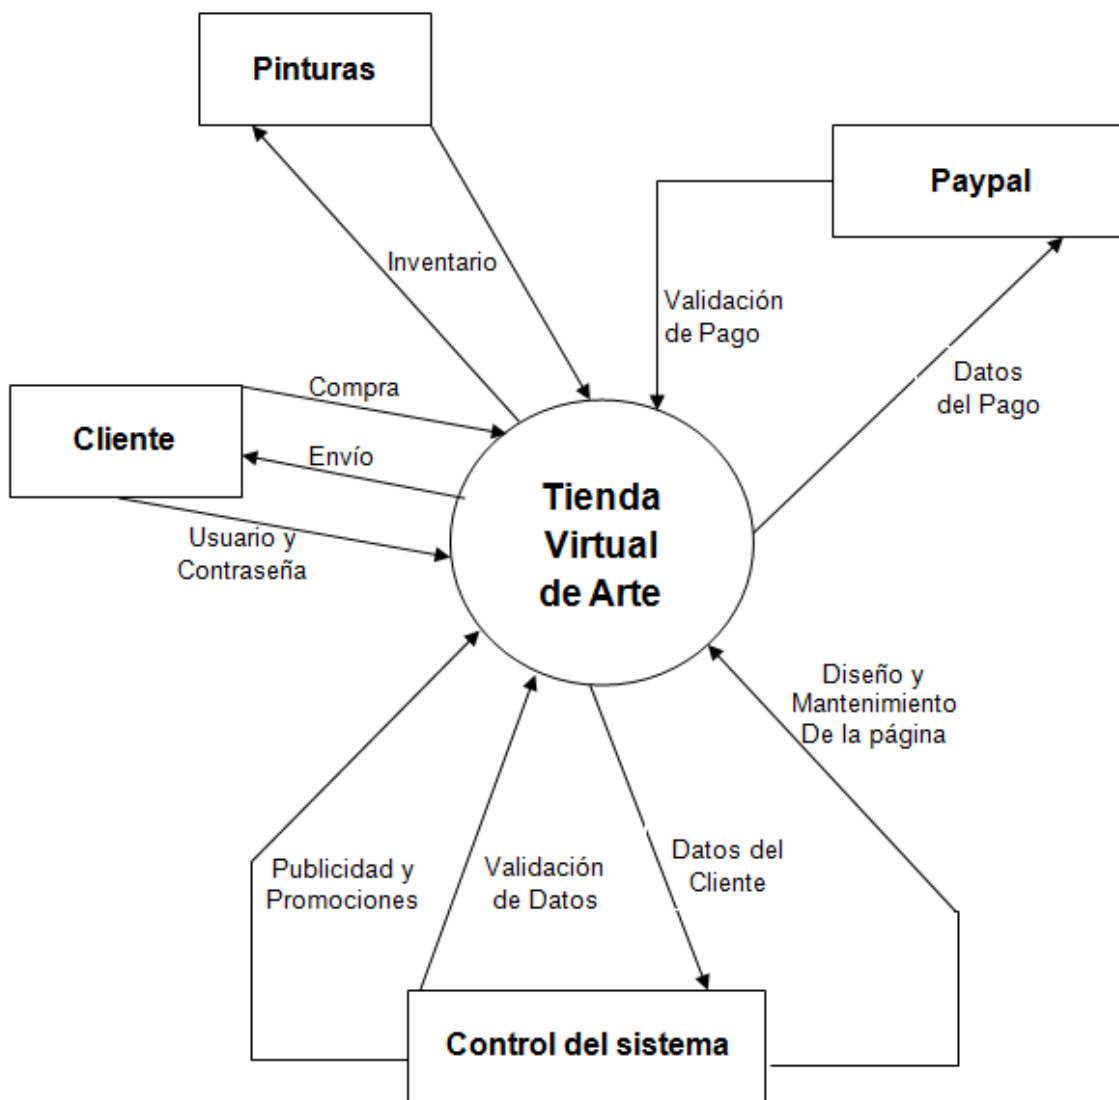 Pinturas
Paypal
Inventario
Validación
de Pago
Datos
del Pago
Compra
Cliente
Envío
Usuario y
Contraseña
Tienda
Virtual
de Arte
Diseño y
Mantenimiento
De la página
Publicidad y
Promociones
Validación
de Datos
Datos del
Cliente
Control del sistema